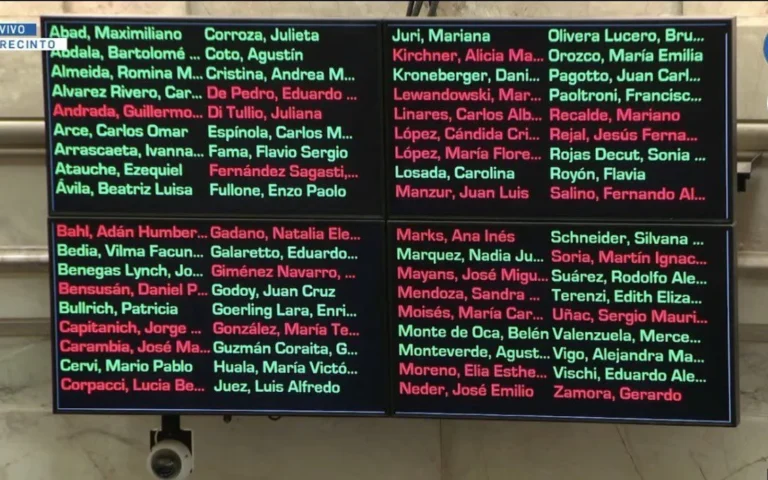 VIVO
RECINTO
Abad, Maximiliano
Abdala, Bartolomé ...
Almeida, Romina M...
Alvarez Rivero, Car...
Andrada, Guillermo...
Arce, Carlos Omar
Arrascaeta, Ivanna...
Atauche, Ezequiel
Ávila, Beatriz Luisa
Corroza, Julieta
Coto, Agustín
Cristina, Andrea M...
De Pedro, Eduardo ...
Di Tullio, Juliana
Espínola, Carlos M...
Fama, Flavio Sergio
Fernández Sagasti,...
Fullone, Enzo Paolo
Juri, Mariana
Kirchner, Alicia Ma...
Kroneberger, Dani...
Lewandowski, Mar...
Linares, Carlos Alb...
López, Cándida Cri...
López, María Flore...
Losada, Carolina
Manzur, Juan Luis
Olivera Lucero, Bru...
Orozco, María Emilia
Pagotto, Juan Carl...
Paoltroni, Francisc...
Recalde, Mariano
Rejal, Jesús Ferna...
Rojas Decut, Sonia ...
Royón, Flavia
Salino, Fernando Al...
Bahl, Adán Humber...
Bedia, Vilma Facun...
Benegas Lynch, Jo...
Bensusán, Daniel P...
Bullrich, Patricia
Capitanich, Jorge ...
Carambia, José Ma...
Cervi, Mario Pablo
Corpacci, Lucia Be...
Gadano, Natalia Ele...
Galaretto, Eduardo...
Giménez Navarro, ...
Godoy, Juan Cruz
Goerling Lara, Enri...
González, María Te...
Guzmán Coraita, G...
Huala, María Victó...
Juez, Luis Alfredo
Marks, Ana Inés
Marquez, Nadia Ju...
Mayans, José Migu...
Mendoza, Sandra ...
Moisés, María Car...
Monte de Oca, Belén
Monteverde, Agust...
Moreno, Elia Esthe...
Neder, José Emilio
Schneider, Silvana ...
Soria, Martín Ignac...
Suárez, Rodolfo Ale...
Terenzi, Edith Eliza...
Uñac, Sergio Mauri...
Valenzuela, Merce...
Vigo, Alejandra Ma...
Vischi, Eduardo Ale...
Zamora, Gerardo